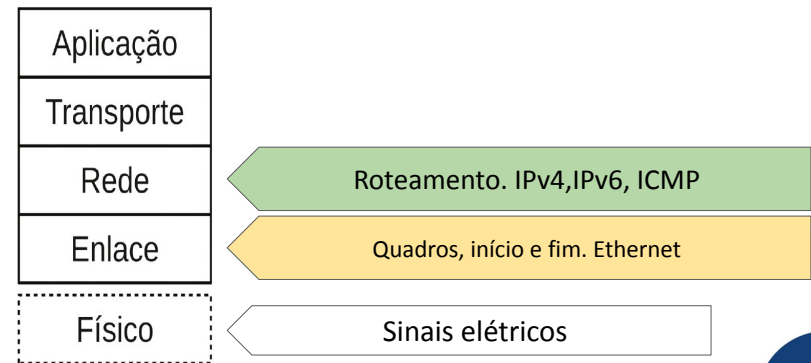 Aplicação
Transporte
Rede
Roteamento. IPv4,IPv6, ICMP
Enlace
Quadros, início e fim. Ethernet
Físico
Sinais elétricos